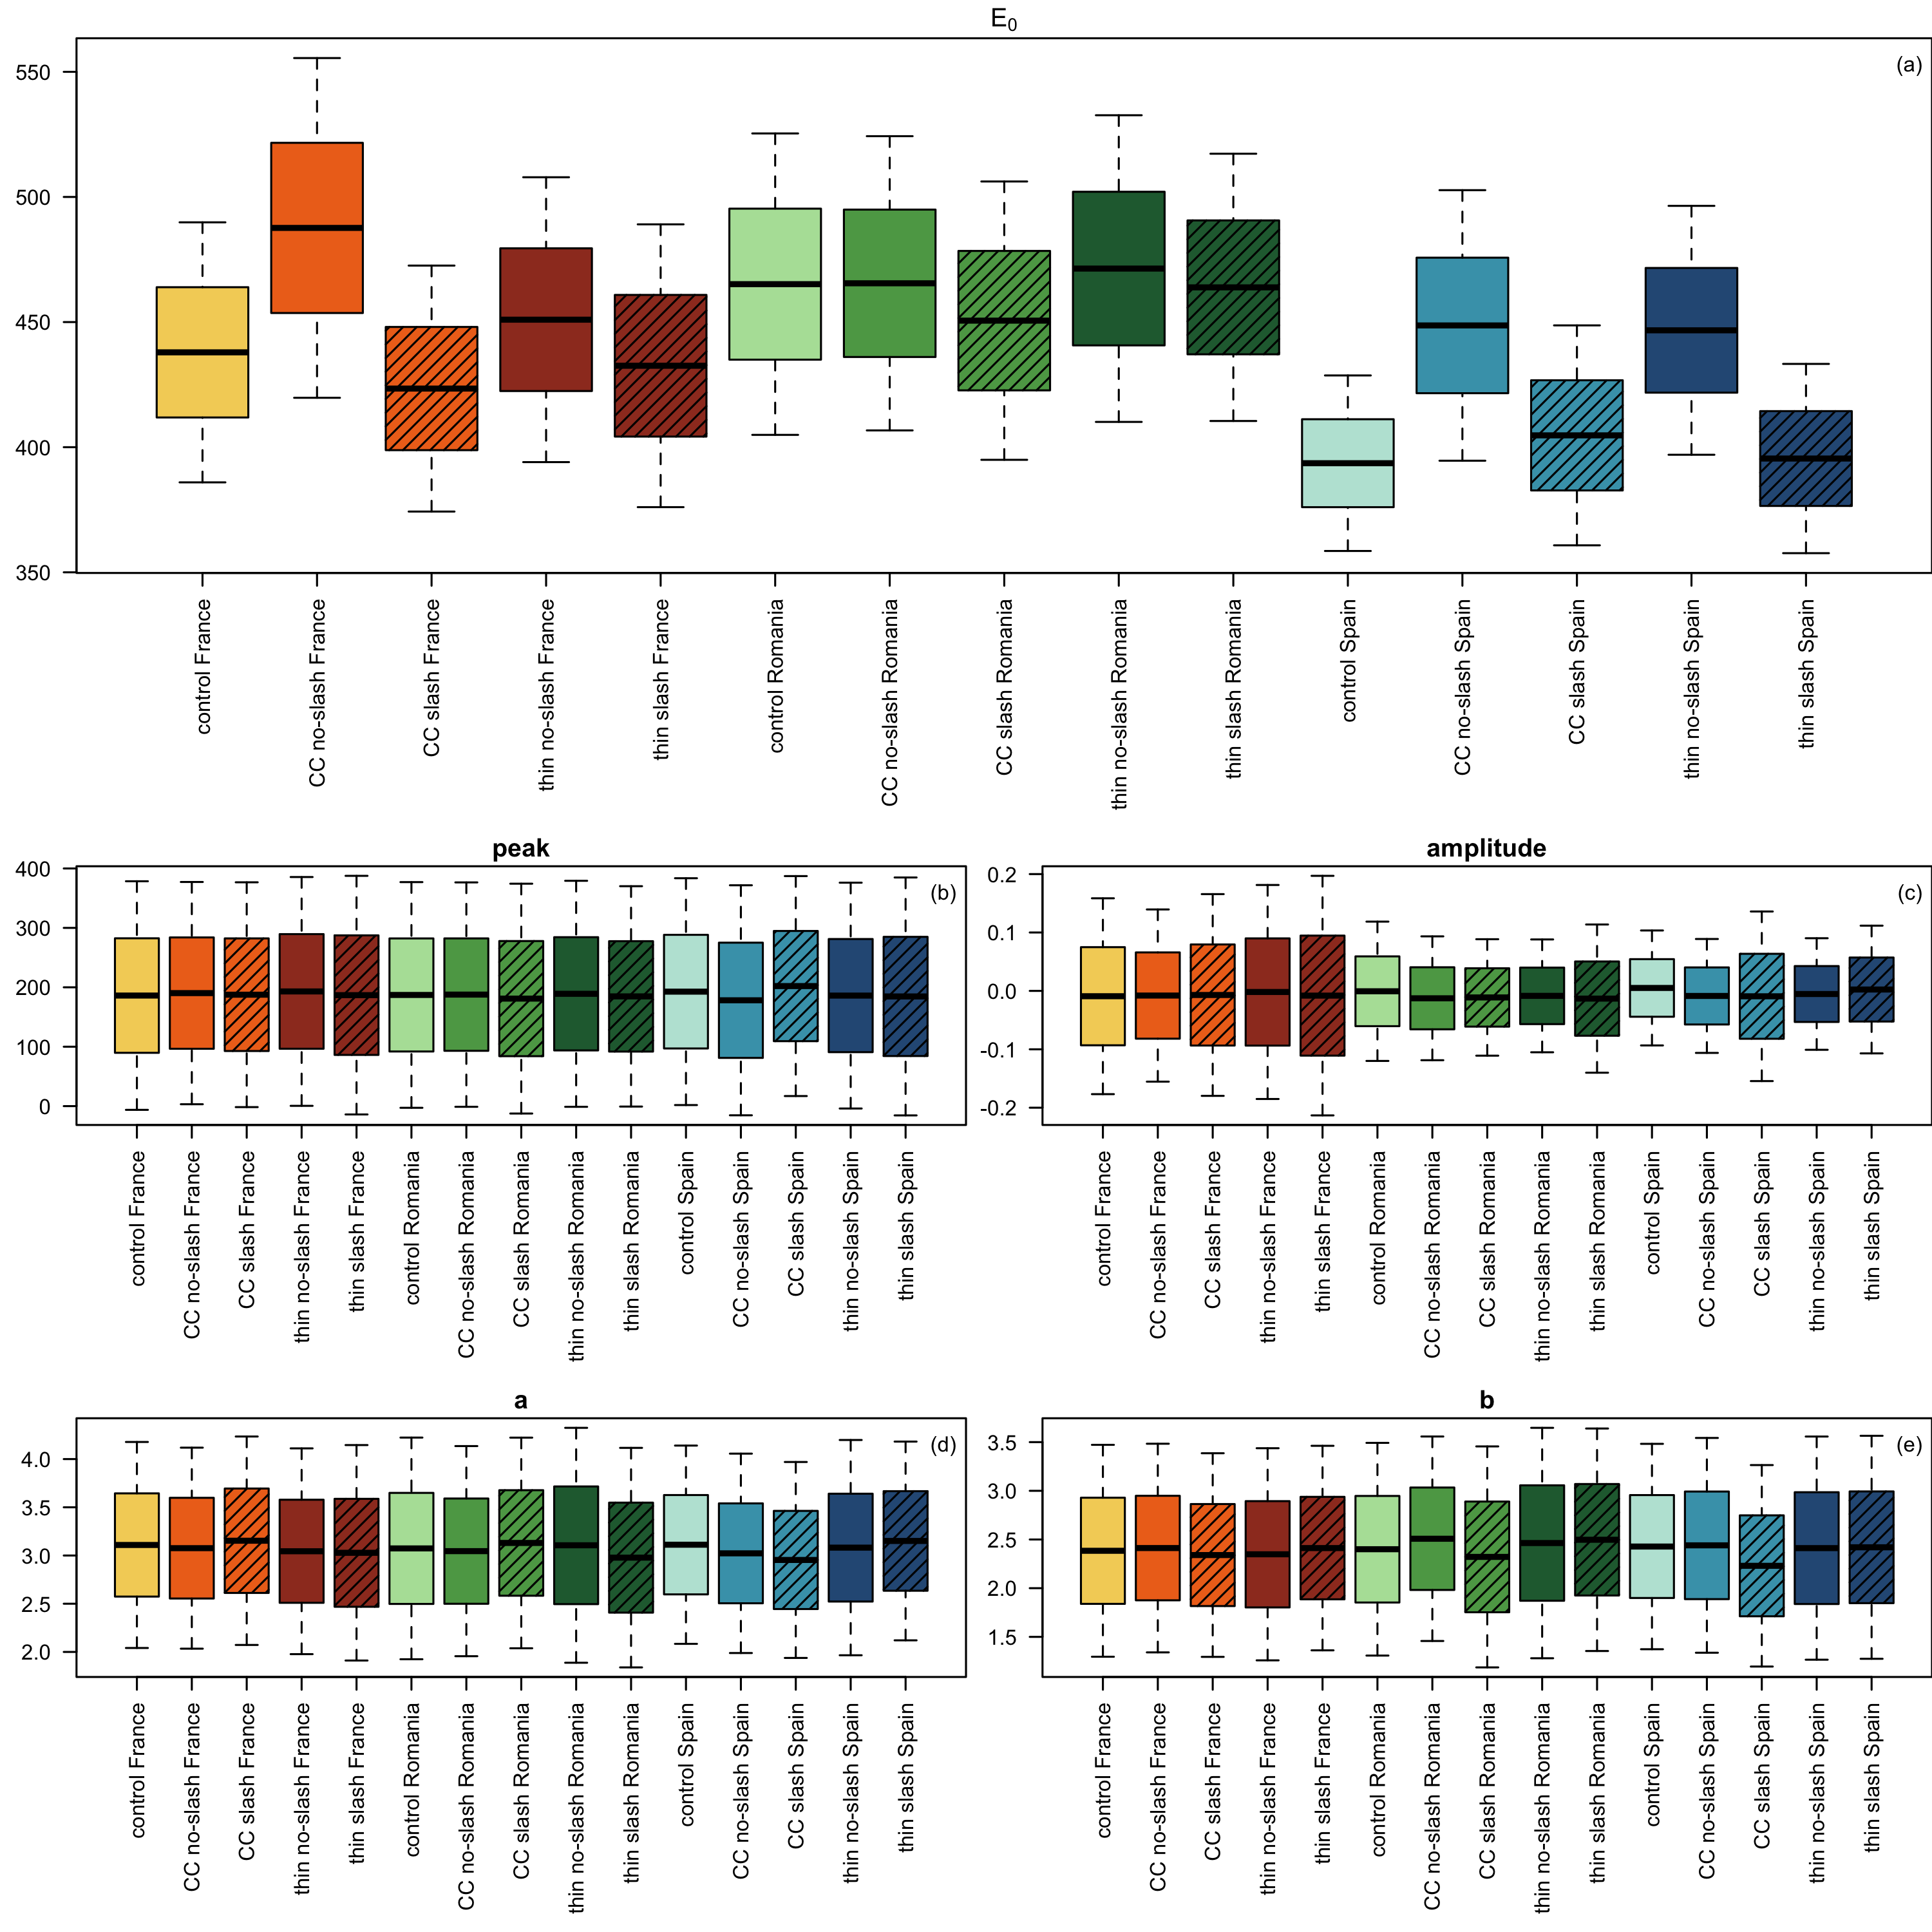 E0
(a)
550
500
450
400
350
control France
CC no-slash France
CC slash France
thin no-slash France
thin slash France
control Romania
CC no-slash Romania
CC slash Romania
thin no-slash Romania
thin slash Romania
control Spain
CC no-slash Spain
CC slash Spain
thin no-slash Spain
thin slash Spain
peak
(b)
400
300
200
100
0
control France
CC no-slash France
CC slash France
thin no-slash France
thin slash France
control Romania
CC no-slash Romania
CC slash Romania
thin no-slash Romania
thin slash Romania
control Spain
CC no-slash Spain
CC slash Spain
thin no-slash Spain
thin slash Spain
amplitude
(c)
0.2
0.1
0.0
-0.1
-0.2
control France
CC no-slash France
CC slash France
thin no-slash France
thin slash France
control Romania
CC no-slash Romania
CC slash Romania
thin no-slash Romania
thin slash Romania
control Spain
CC no-slash Spain
CC slash Spain
thin no-slash Spain
thin slash Spain
a
(d)
4.0
3.5
3.0
2.5
2.0
control France
CC no-slash France
CC slash France
thin no-slash France
thin slash France
control Romania
CC no-slash Romania
CC slash Romania
thin no-slash Romania
thin slash Romania
control Spain
CC no-slash Spain
CC slash Spain
thin no-slash Spain
thin slash Spain
b
(e)
3.5
3.0
2.5
2.0
1.5
control France
CC no-slash France
CC slash France
thin no-slash France
thin slash France
control Romania
CC no-slash Romania
CC slash Romania
thin no-slash Romania
thin slash Romania
control Spain
CC no-slash Spain
CC slash Spain
thin no-slash Spain
thin slash Spain